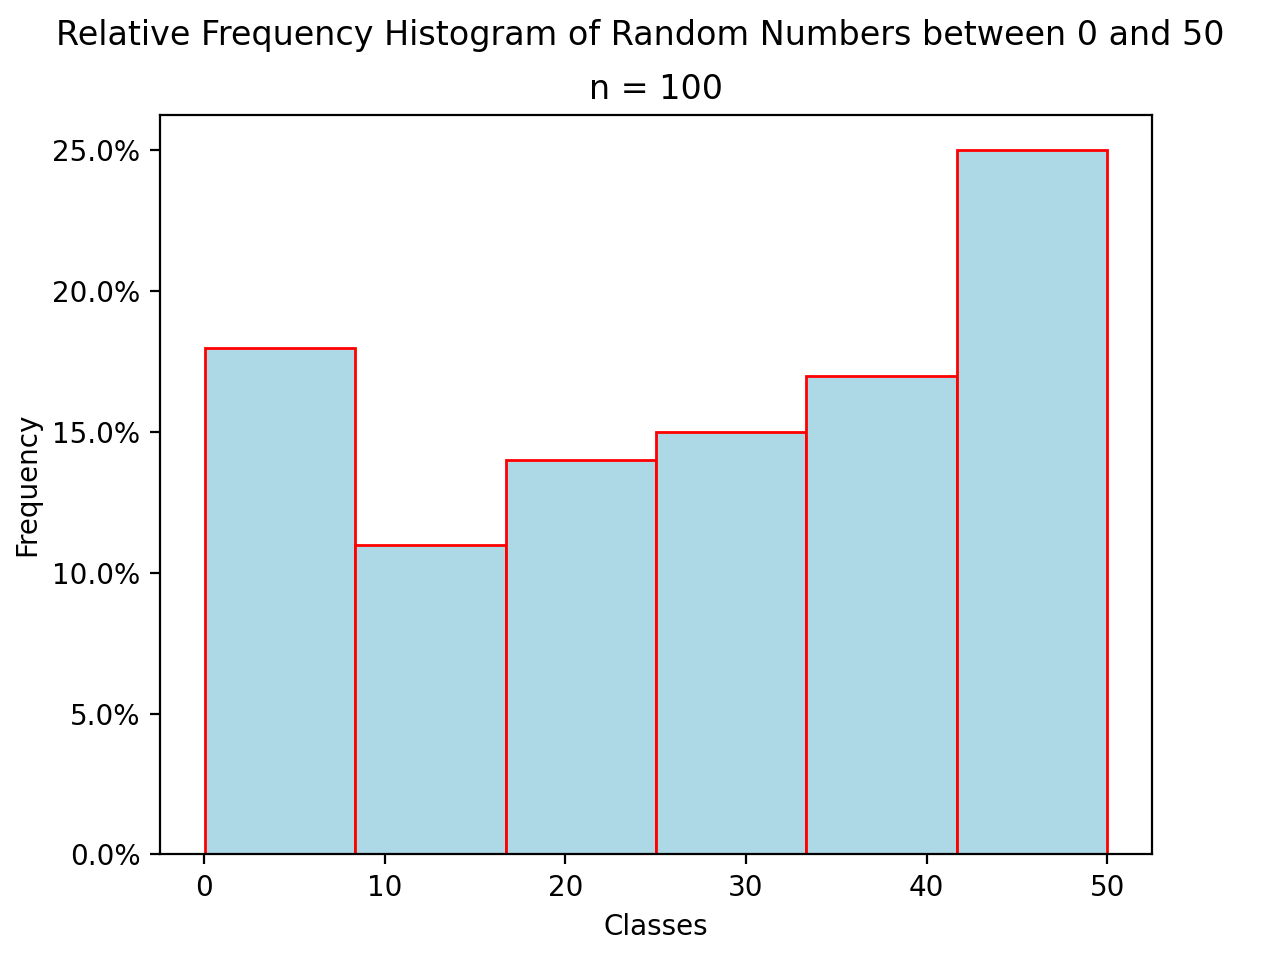 Relative Frequency Histogram of Random Numbers between 0 and 50
n = 100
25.0%
20.0%
15.0%
10.0%
5.0%
0.0%
Frequency
0 10 20 30 40 50
Classes